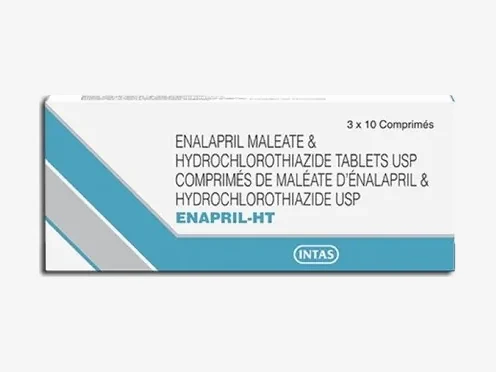 3 x 10 Comprimés
ENALAPRIL MALEATE &
HYDROCHLOROTHIAZIDE TABLETS USP
COMPRIMÉS DE MALÉATE D'ÉNALAPRIL &
HYDROCHLOROTHIAZIDE USP
ENAPRIL-HT
INTAS